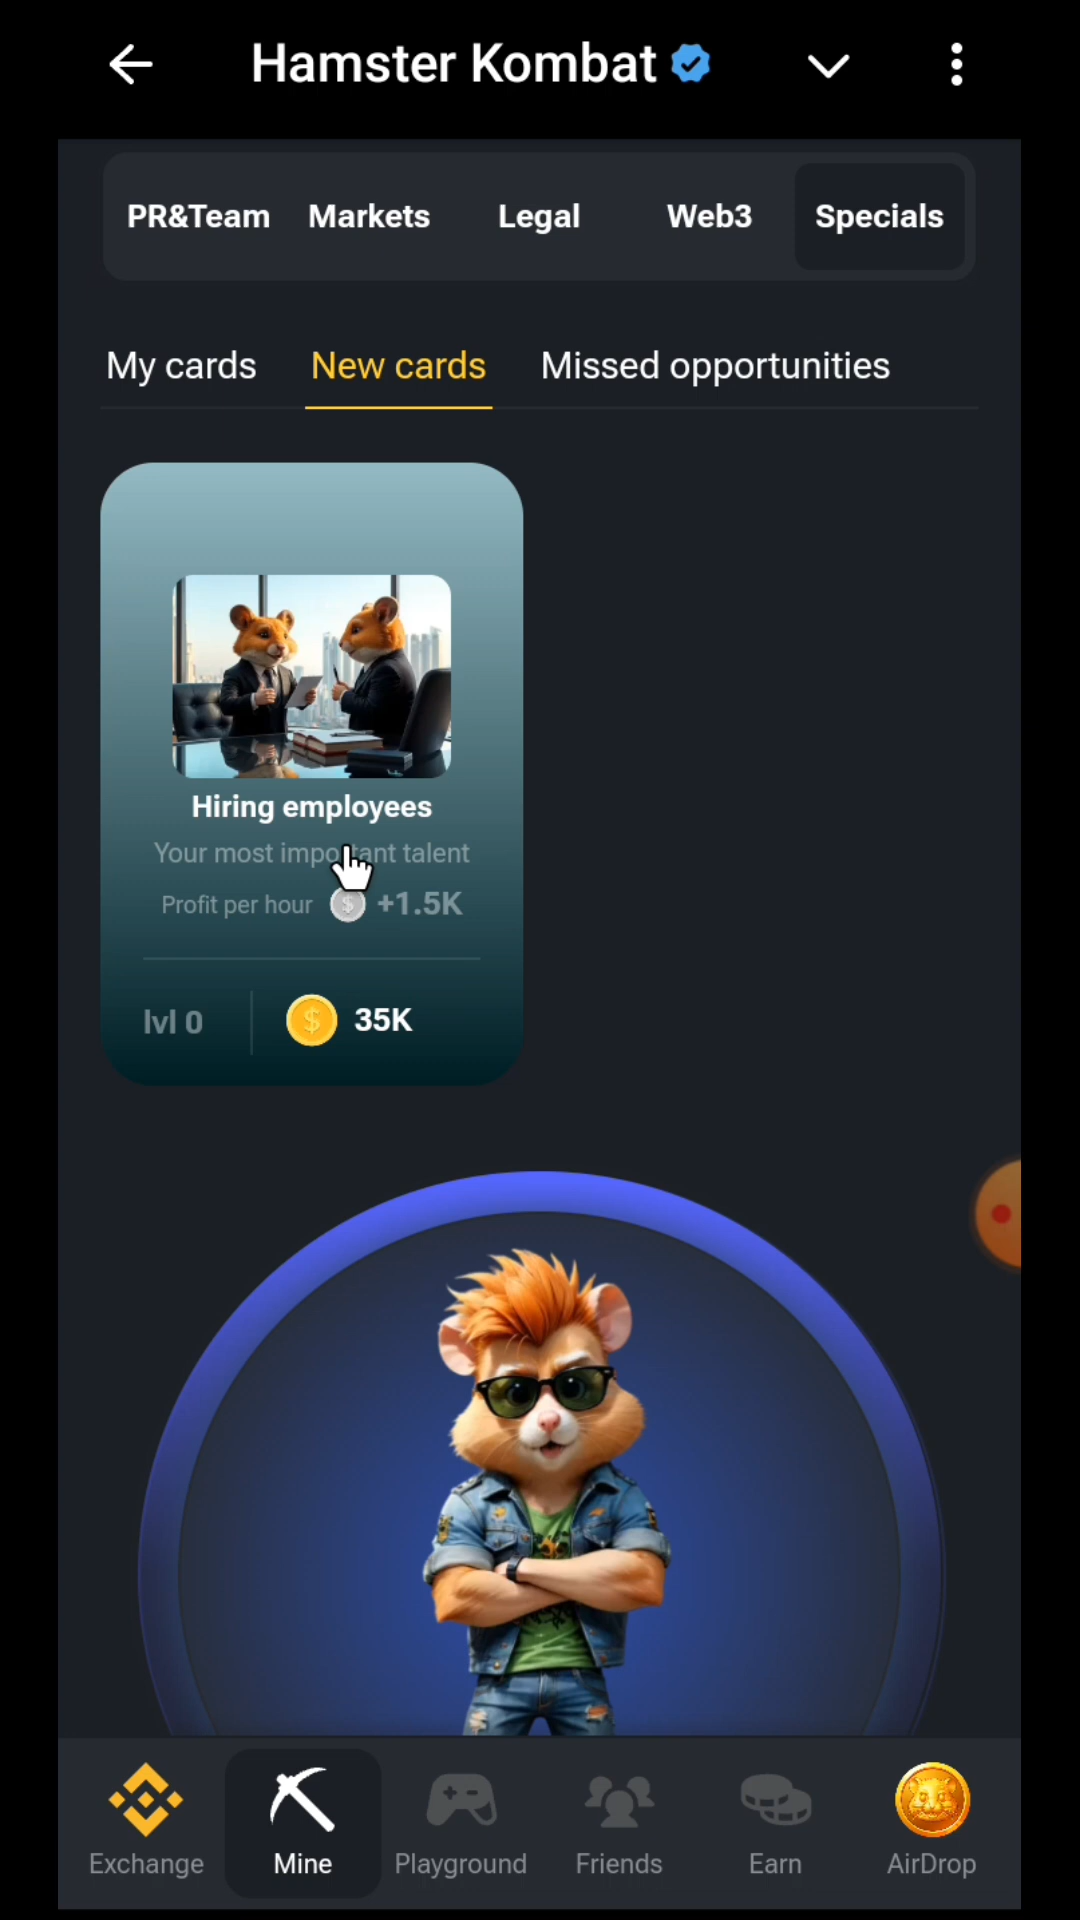 Hamster Kombat
PR&Team Markets Legal Web3 Specials
My cards New cards Missed opportunities
Hiring employees
Your most important talent
Profit per hour +1.5K
lvl 0 35K
Exchange Mine Playground Friends Earn AirDrop